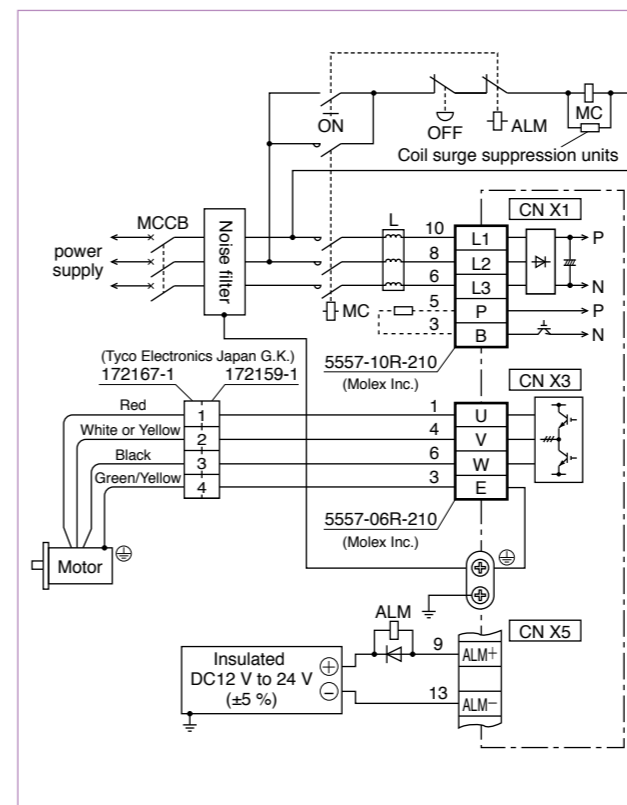 ON
OFF
ALM
MC
Coil surge suppression units
MCCB
Noise filter
L
power
supply
MC
10
8
6
5
3
L1
L2
L3
P
B
CN X1
P
N
P
N
5557-10R-210
(Molex Inc.)
(Tyco Electronics Japan G.K.)
172167-1 172159-1
CN X3
Red 1 1 U
White or Yellow 2 4 V
Black 3 6 W
Green/Yellow 4 3 E
5557-06R-210
(Molex Inc.)
Motor
ALM
CN X5
Insulated
DC12 V to 24 V
(±5 %)
+
−
9 ALM+
13 ALM−